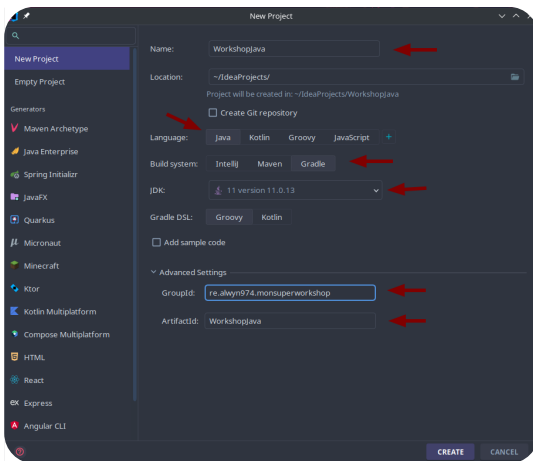 New Project
New Project
Empty Project
Generators
Maven Archetype
Java Enterprise
Spring Initializr
JavaFX
Quarkus
Micronaut
Minecraft
Ktor
Kotlin Multiplatform
Compose Multiplatform
HTML
React
ex Express
Angular CLI
Name: WorkshopJava
Location: ~/IdeaProjects/
Project will be created in: ~/IdeaProjects/WorkshopJava
Create Git repository
Language: Java Kotlin Groovy JavaScript +
Build system: IntelliJ Maven Gradle
JDK: 11 version 11.0.13
Gradle DSL: Groovy Kotlin
Add sample code
Advanced Settings
GroupId: re.alwyn974.monsuperworkshop
ArtifactId: WorkshopJava
? CREATE CANCEL